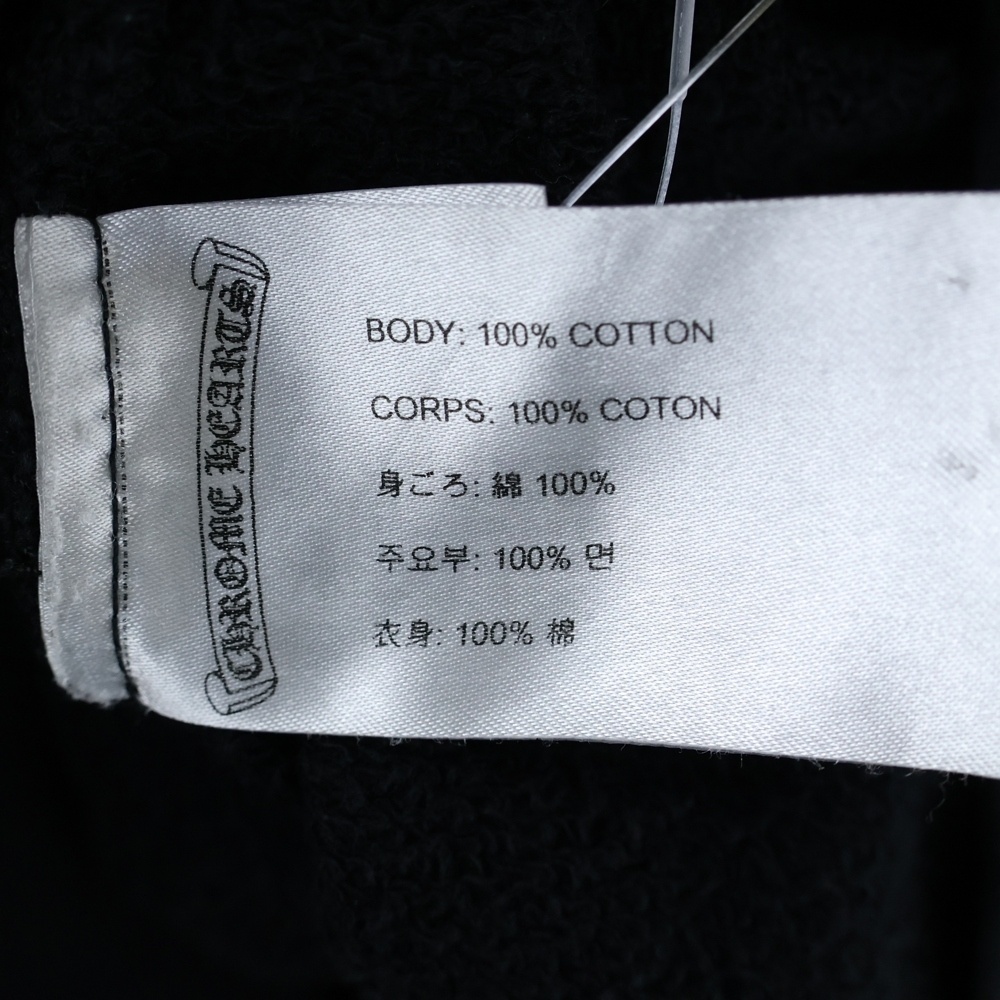 CHROME HEARTS
BODY: 100% COTTON
CORPS: 100% COTON
身ごろ: 綿 100%
주요부: 100% 면
衣身: 100% 棉